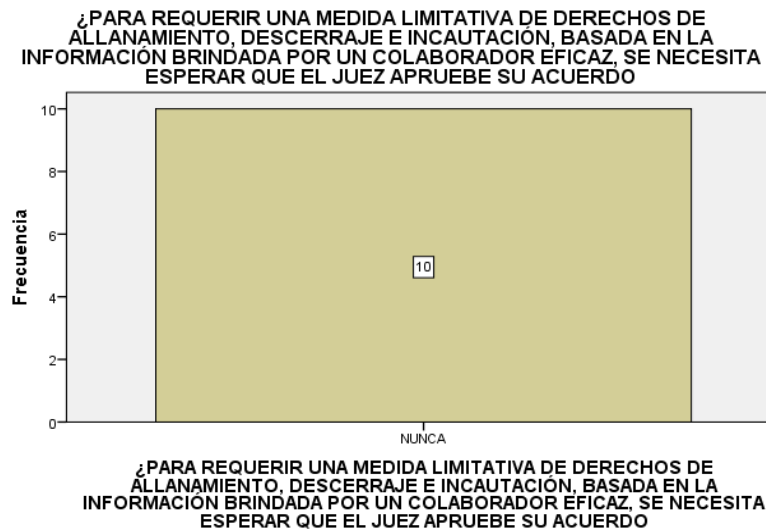 ¿PARA REQUERIR UNA MEDIDA LIMITATIVA DE DERECHOS DE
ALLANAMIENTO, DESCERRAJE E INCAUTACIÓN, BASADA EN LA
INFORMACIÓN BRINDADA POR UN COLABORADOR EFICAZ, SE NECESITA
ESPERAR QUE EL JUEZ APRUEBE SU ACUERDO
10
8
6
4
2
0
Frecuencia
10
NUNCA
¿PARA REQUERIR UNA MEDIDA LIMITATIVA DE DERECHOS DE
ALLANAMIENTO, DESCERRAJE E INCAUTACIÓN, BASADA EN LA
INFORMACIÓN BRINDADA POR UN COLABORADOR EFICAZ, SE NECESITA
ESPERAR QUE EL JUEZ APRUEBE SU ACUERDO